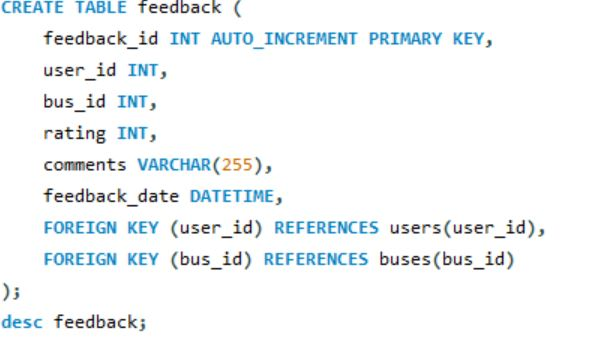 CREATE TABLE feedback (
    feedback_id INT AUTO_INCREMENT PRIMARY KEY,
    user_id INT,
    bus_id INT,
    rating INT,
    comments VARCHAR(255),
    feedback_date DATETIME,
    FOREIGN KEY (user_id) REFERENCES users(user_id),
    FOREIGN KEY (bus_id) REFERENCES buses(bus_id)
);
desc feedback;